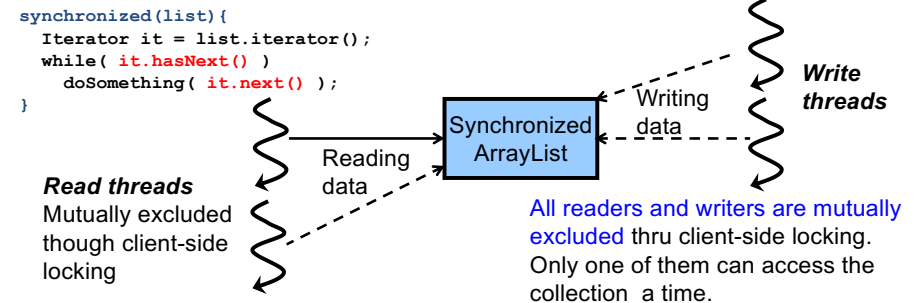 synchronized(list){
Iterator it = list.iterator();
while( it.hasNext() )
doSomething( it.next() );
}
Write
threads
Writing
data
Synchronized
ArrayList
Reading
data
Read threads
Mutually excluded
though client-side
locking
All readers and writers are mutually
excluded thru client-side locking.
Only one of them can access the
collection a time.